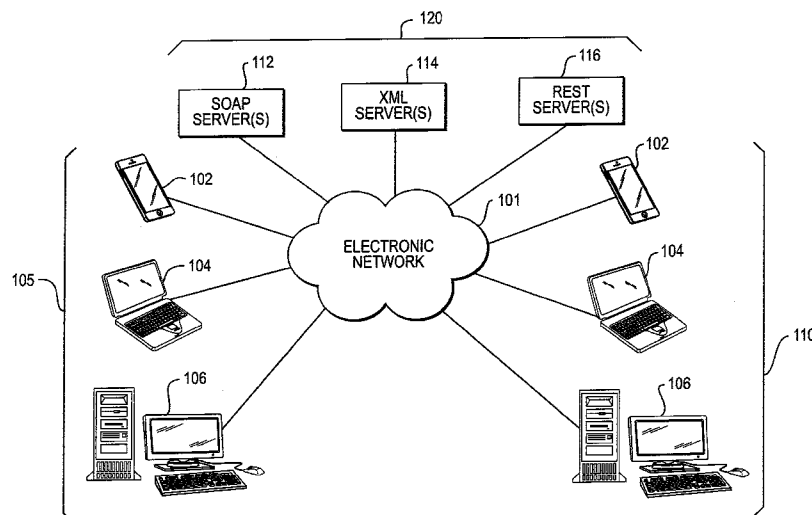 120
112
114
116
SOAP
SERVER(S)
XML
SERVER(S)
REST
SERVER(S)
102
102
101
ELECTRONIC
NETWORK
104
104
105
110
106
106